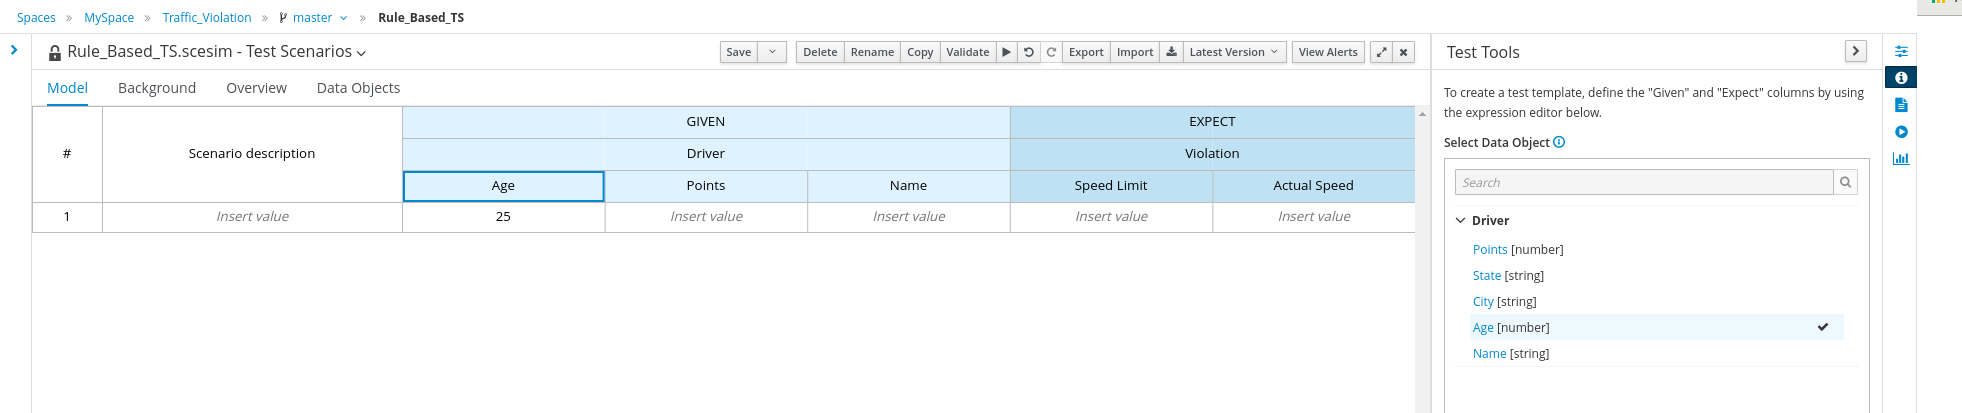 Spaces » MySpace » Traffic_Violation » master » Rule_Based_TS
Rule_Based_TS.scesim - Test Scenarios
Save Delete Rename Copy Validate Export Import Latest Version View Alerts
Model Background Overview Data Objects
# Scenario description GIVEN EXPECT
Driver Violation
Age Points Name Speed Limit Actual Speed
1 Insert value 25 Insert value Insert value Insert value Insert value
Test Tools
To create a test template, define the "Given" and "Expect" columns by using
the expression editor below.
Select Data Object
Search
Driver
Points [number]
State [string]
City [string]
Age [number]
Name [string]